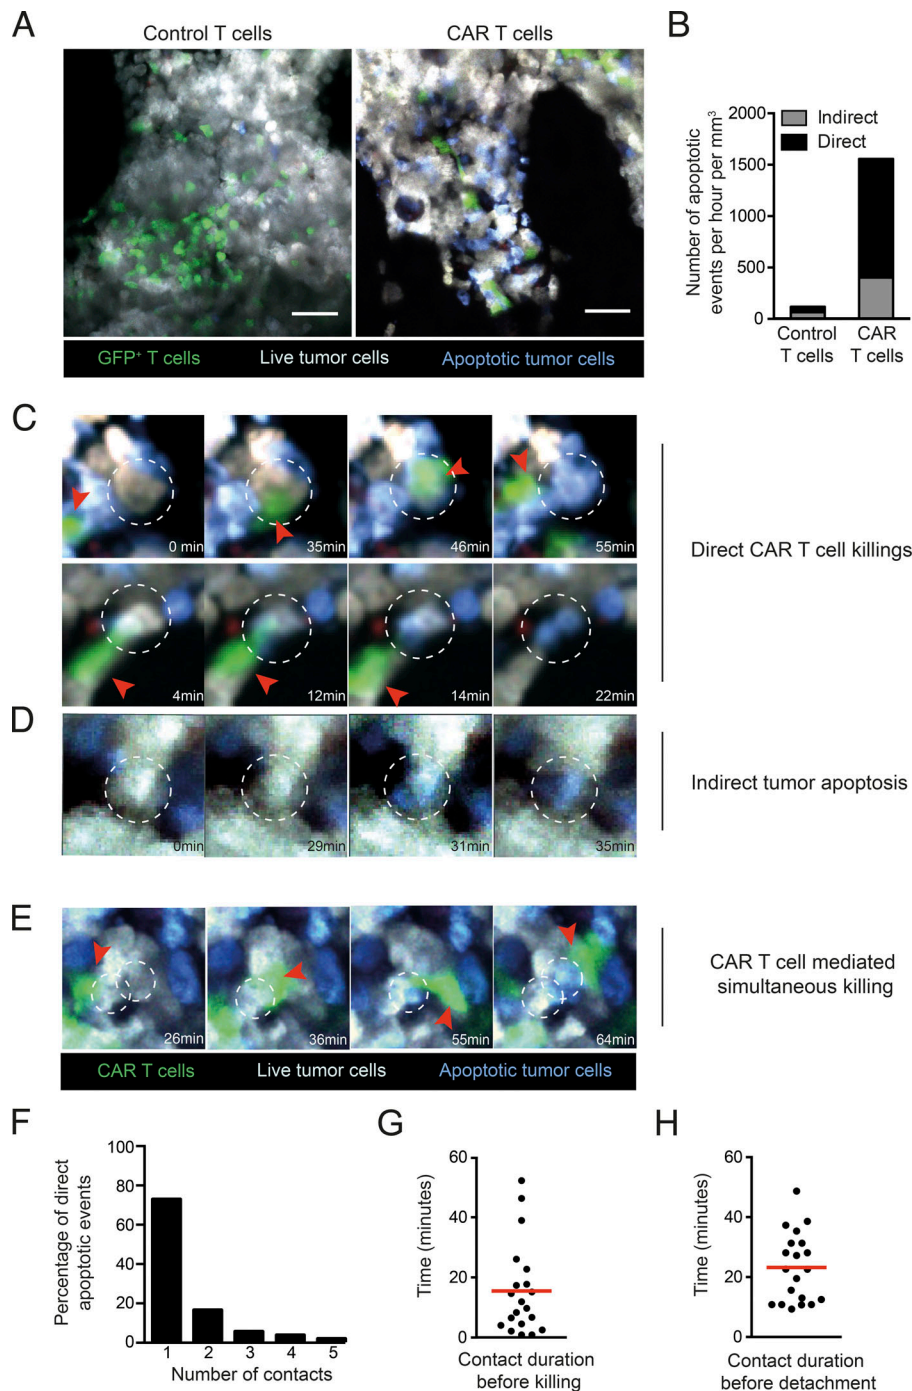 A
Control T cells
CAR T cells
GFP⁺ T cells
Live tumor cells
Apoptotic tumor cells
B
Number of apoptotic
events per hour per mm³
2000
1500
1000
500
0
Indirect
Direct
Control
T cells
CAR
T cells
C
0 min
35min
46min
55min
4min
12min
14min
22min
Direct CAR T cell killings
D
0min
29min
31min
35min
Indirect tumor apoptosis
E
26min
36min
55min
64min
CAR T cell mediated
simultaneous killing
CAR T cells
Live tumor cells
Apoptotic tumor cells
F
Percentage of direct
apoptotic events
100
80
60
40
20
0
1 2 3 4 5
Number of contacts
G
Time (minutes)
60
40
20
0
Contact duration
before killing
H
Time (minutes)
60
40
20
0
Contact duration
before detachment